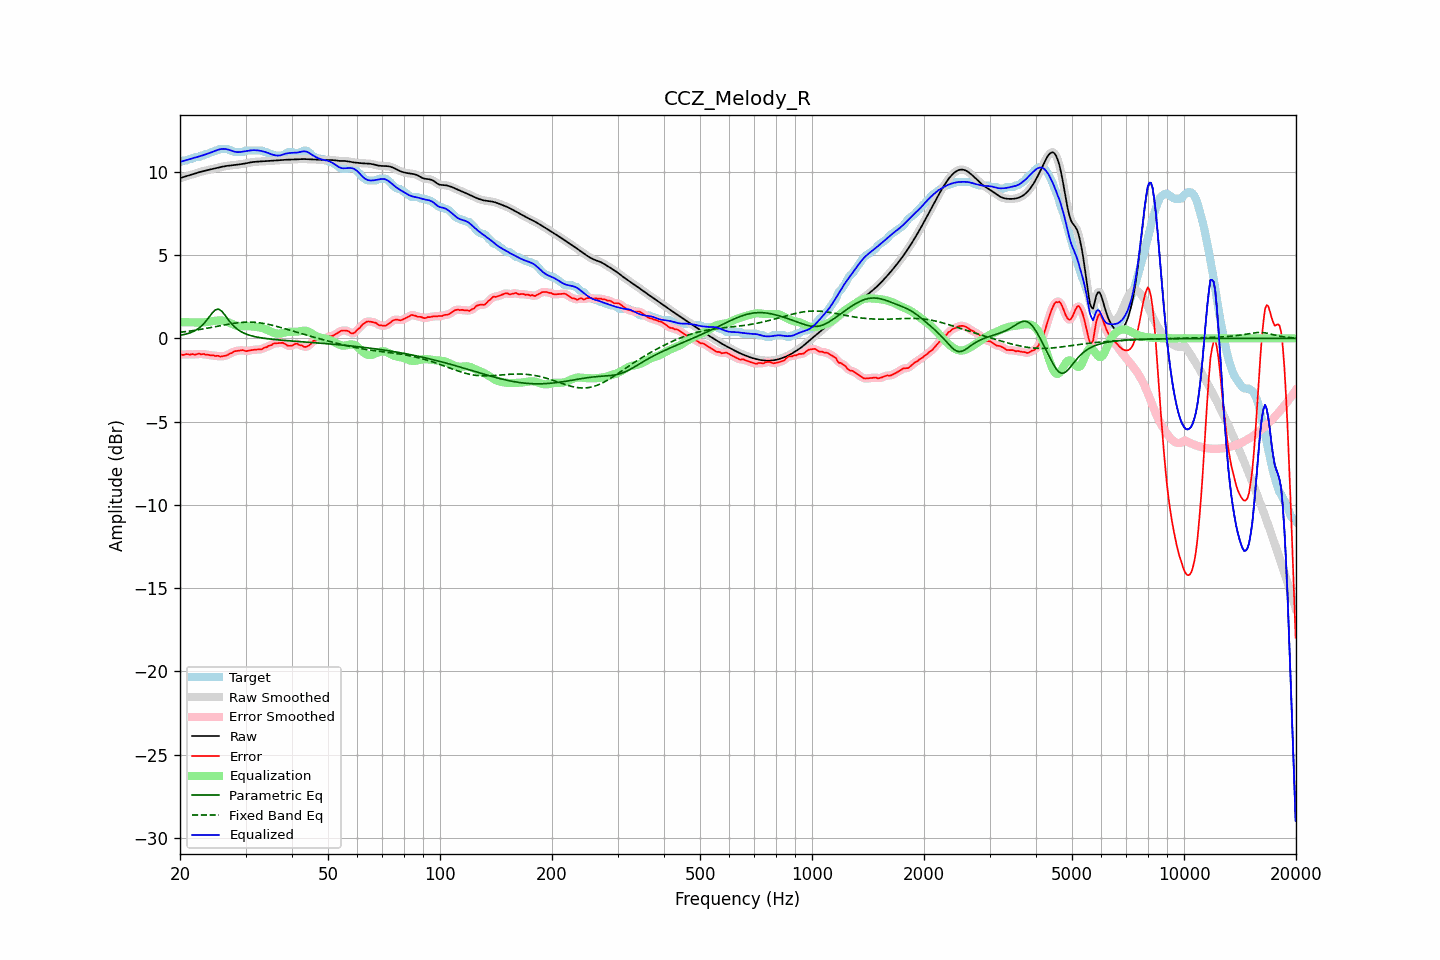 CCZ_Melody_R
10
5
0
−5
−10
−15
−20
−25
−30
Amplitude (dBr)
Target
Raw Smoothed
Error Smoothed
Raw
Error
Equalization
Parametric Eq
Fixed Band Eq
Equalized
20 50 100 200 500 1000 2000 5000 10000 20000
Frequency (Hz)